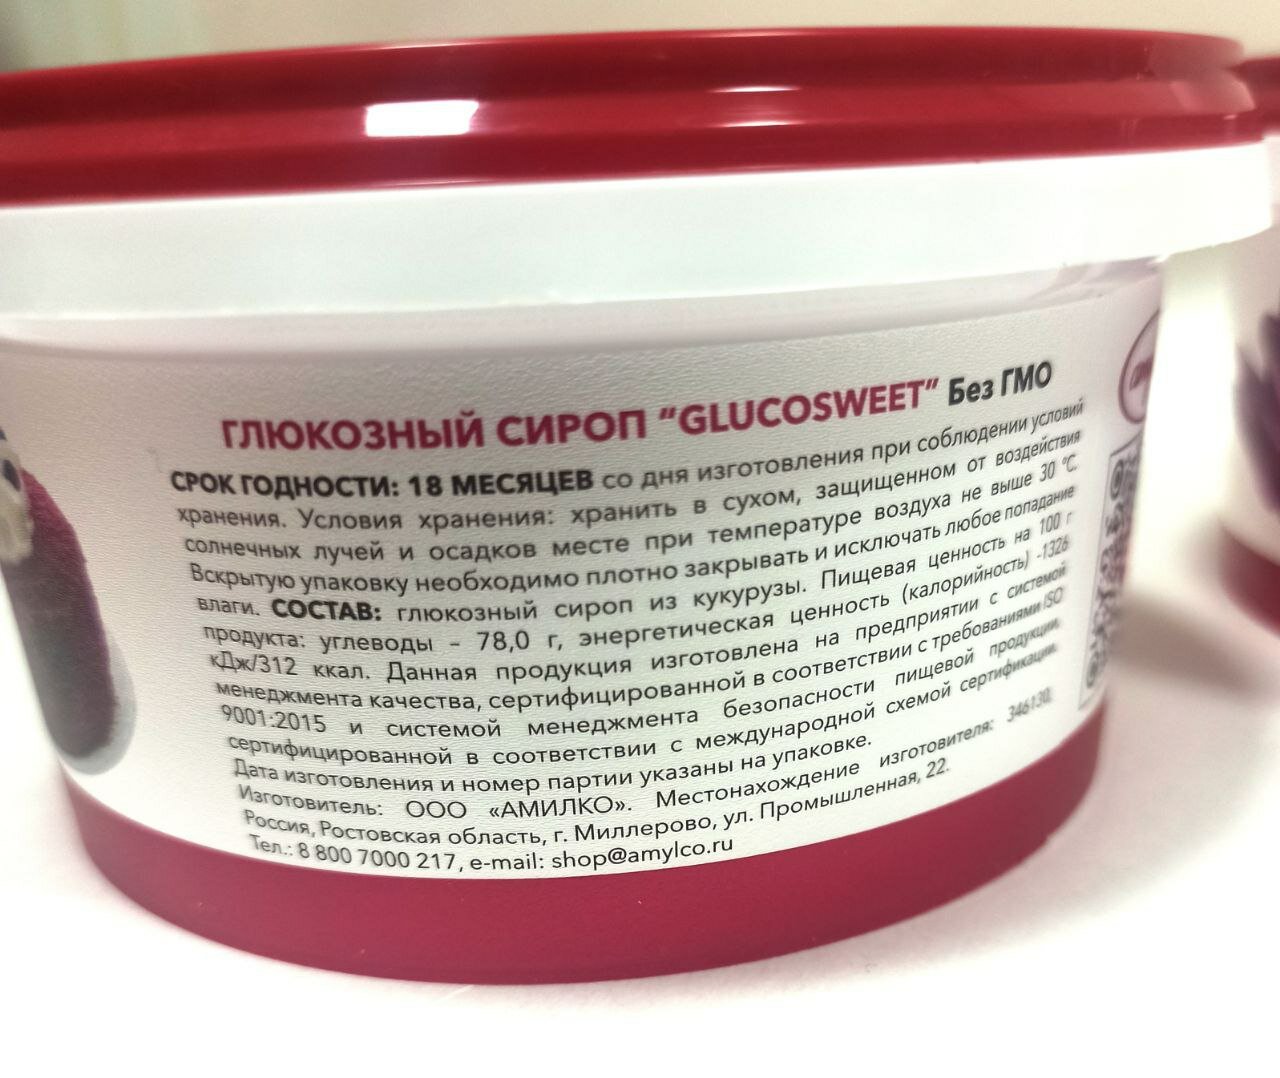 ГЛЮКОЗНЫЙ СИРОП "GLUCOSWEET" Без ГМО
СРОК ГОДНОСТИ: 18 МЕСЯЦЕВ со дня изготовления при соблюдении условий
хранения. Условия хранения: хранить в сухом, защищенном от воздействия
солнечных лучей и осадков месте при температуре воздуха не выше 30 °С.
Вскрытую упаковку необходимо плотно закрывать и исключать любое попадание
влаги. СОСТАВ: глюкозный сироп из кукурузы. Пищевая ценность на 100 г
продукта: углеводы – 78,0 г, энергетическая ценность (калорийность) -1326
кДж/312 ккал. Данная продукция изготовлена на предприятии с системой
менеджмента качества, сертифицированной в соответствии с требованиями ISO
9001:2015 и системой менеджмента безопасности пищевой продукции,
сертифицированной в соответствии с международной схемой сертификации.
Дата изготовления и номер партии указаны на упаковке.
Изготовитель: ООО «АМИЛКО». Местонахождение изготовителя: 346130,
Россия, Ростовская область, г. Миллерово, ул. Промышленная, 22.
Тел.: 8 800 7000 217, e-mail: shop@amylco.ru